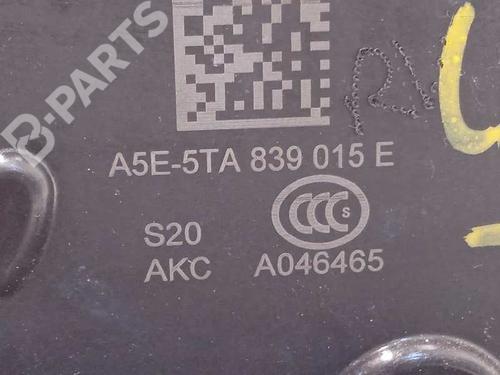 B-PARTS
A5E-5TA 839 015 E
CCC S
S20
AKC A046465